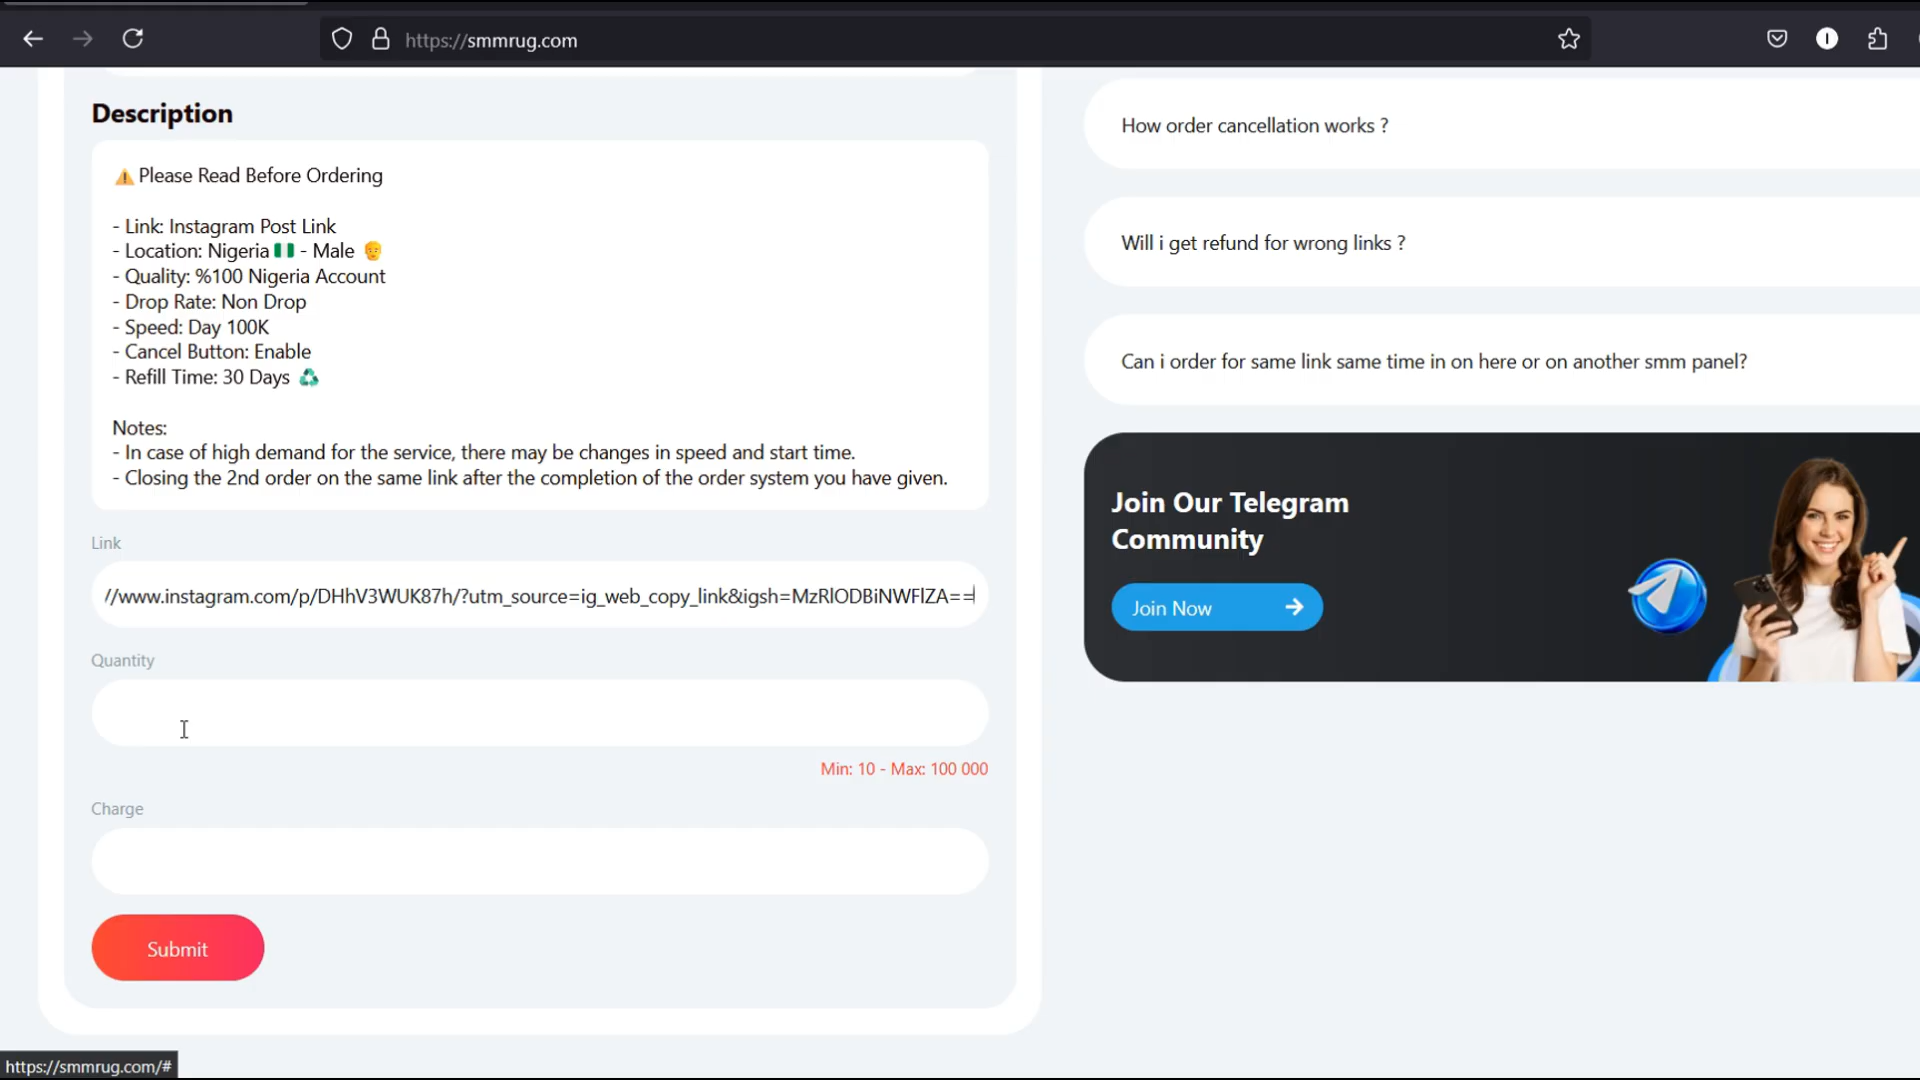 https://smmrug.com
Description
⚠️ Please Read Before Ordering
- Link: Instagram Post Link
- Location: Nigeria 🇳🇬 - Male 👨
- Quality: %100 Nigeria Account
- Drop Rate: Non Drop
- Speed: Day 100K
- Cancel Button: Enable
- Refill Time: 30 Days ♻️
Notes:
- In case of high demand for the service, there may be changes in speed and start time.
- Closing the 2nd order on the same link after the completion of the order system you have given.
Link
//www.instagram.com/p/DHhV3WUK87h/?utm_source=ig_web_copy_link&igsh=MzRlODBiNWFlZA==
Quantity
Min: 10 - Max: 100 000
Charge
Submit
How order cancellation works ?
Will i get refund for wrong links ?
Can i order for same link same time in on here or on another smm panel?
Join Our Telegram
Community
Join Now
https://smmrug.com/#